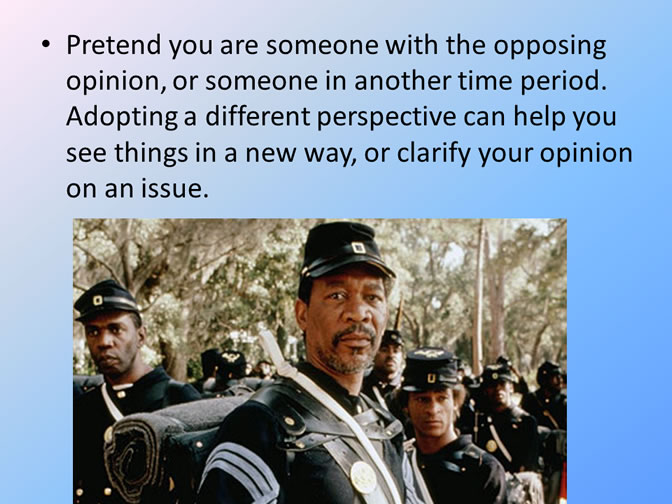 • Pretend you are someone with the opposing
opinion, or someone in another time period.
Adopting a different perspective can help you
see things in a new way, or clarify your opinion
on an issue.